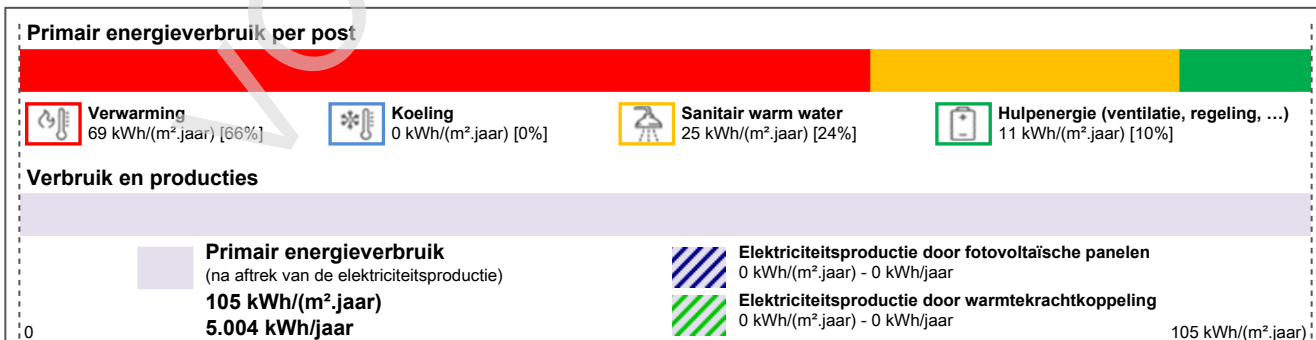 Primair energieverbruik per post
Verwarming
69 kWh/(m².jaar) [66%]
Koeling
0 kWh/(m².jaar) [0%]
Sanitair warm water
25 kWh/(m².jaar) [24%]
Hulpenergie (ventilatie, regeling, …)
11 kWh/(m².jaar) [10%]
Verbruik en producties
Primair energieverbruik
(na aftrek van de elektriciteitsproductie)
105 kWh/(m².jaar)
5.004 kWh/jaar
Elektriciteitsproductie door fotovoltaïsche panelen
0 kWh/(m².jaar) - 0 kWh/jaar
Elektriciteitsproductie door warmtekrachtkoppeling
0 kWh/(m².jaar) - 0 kWh/jaar
0
105 kWh/(m².jaar)